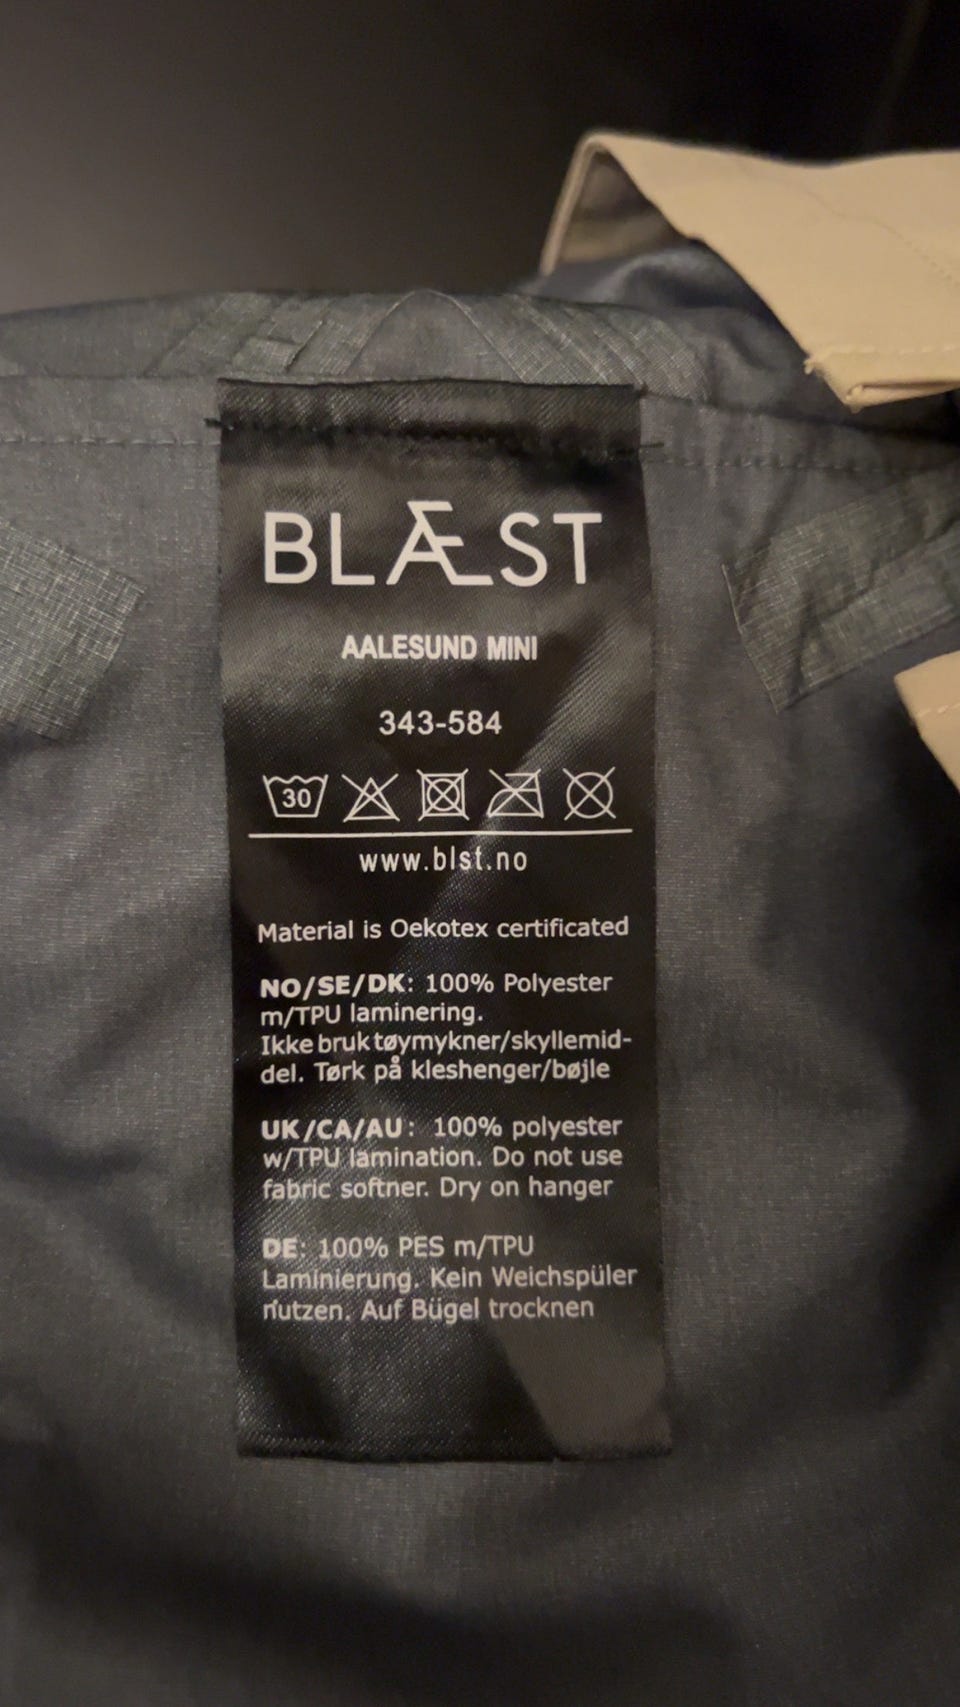 BLÆST
AALESUND MINI
343-584
30
www.blst.no
Material is Oekotex certificated
NO/SE/DK: 100% Polyester
m/TPU laminering.
Ikke bruk tøymykner/skyllemid-
del. Tørk på kleshenger/bøjle
UK/CA/AU: 100% polyester
w/TPU lamination. Do not use
fabric softner. Dry on hanger
DE: 100% PES m/TPU
Laminierung. Kein Weichspüler
nutzen. Auf Bügel trocknen